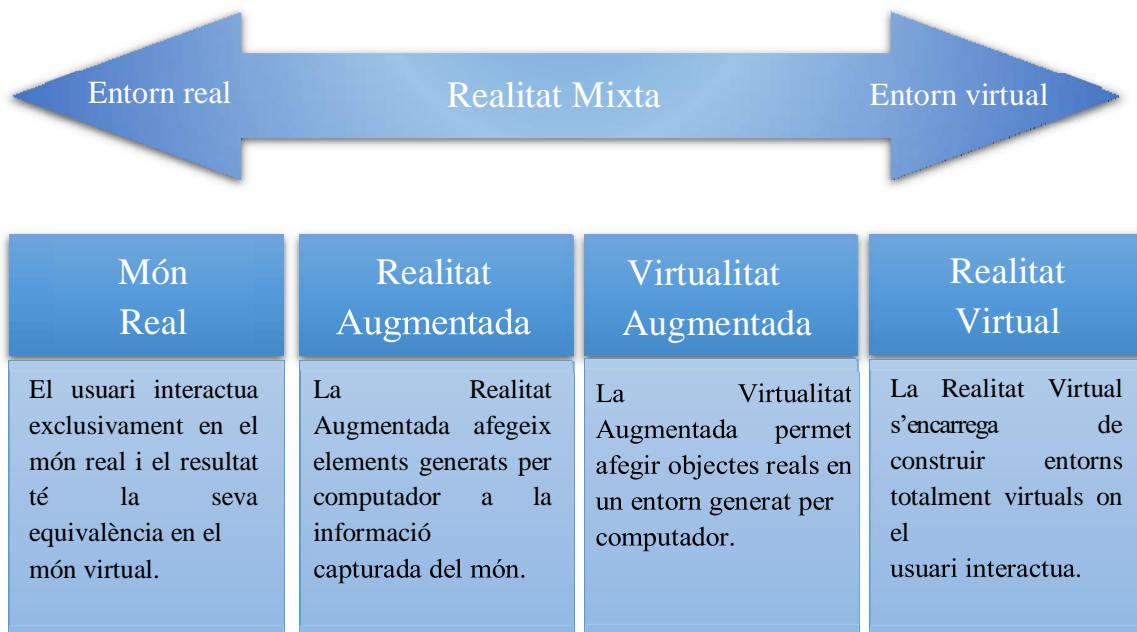 Entorn real
Realitat Mixta
Entorn virtual
Món
Real
El usuari interactua
exclusivament en el
món real i el resultat
té la seva
equivalència en el
món virtual.
Realitat
Augmentada
La Realitat
Augmentada afegeix
elements generats per
computador a la
informació
capturada del món.
Virtualitat
Augmentada
La Virtualitat
Augmentada permet
afegir objectes reals en
un entorn generat per
computador.
Realitat
Virtual
La Realitat Virtual
s’encarrega de
construir entorns
totalment virtuals on
el
usuari interactua.